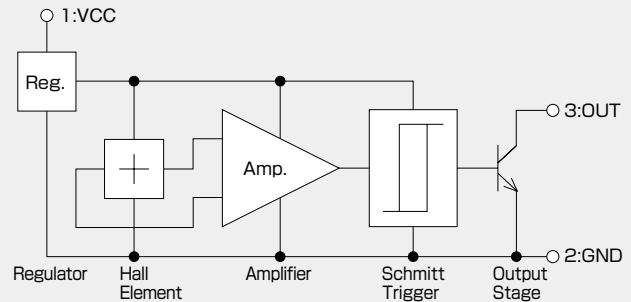 1:VCC
Reg.
3:OUT
Amp.
2:GND
Regulator
Hall
Element
Amplifier
Schmitt
Trigger
Output
Stage